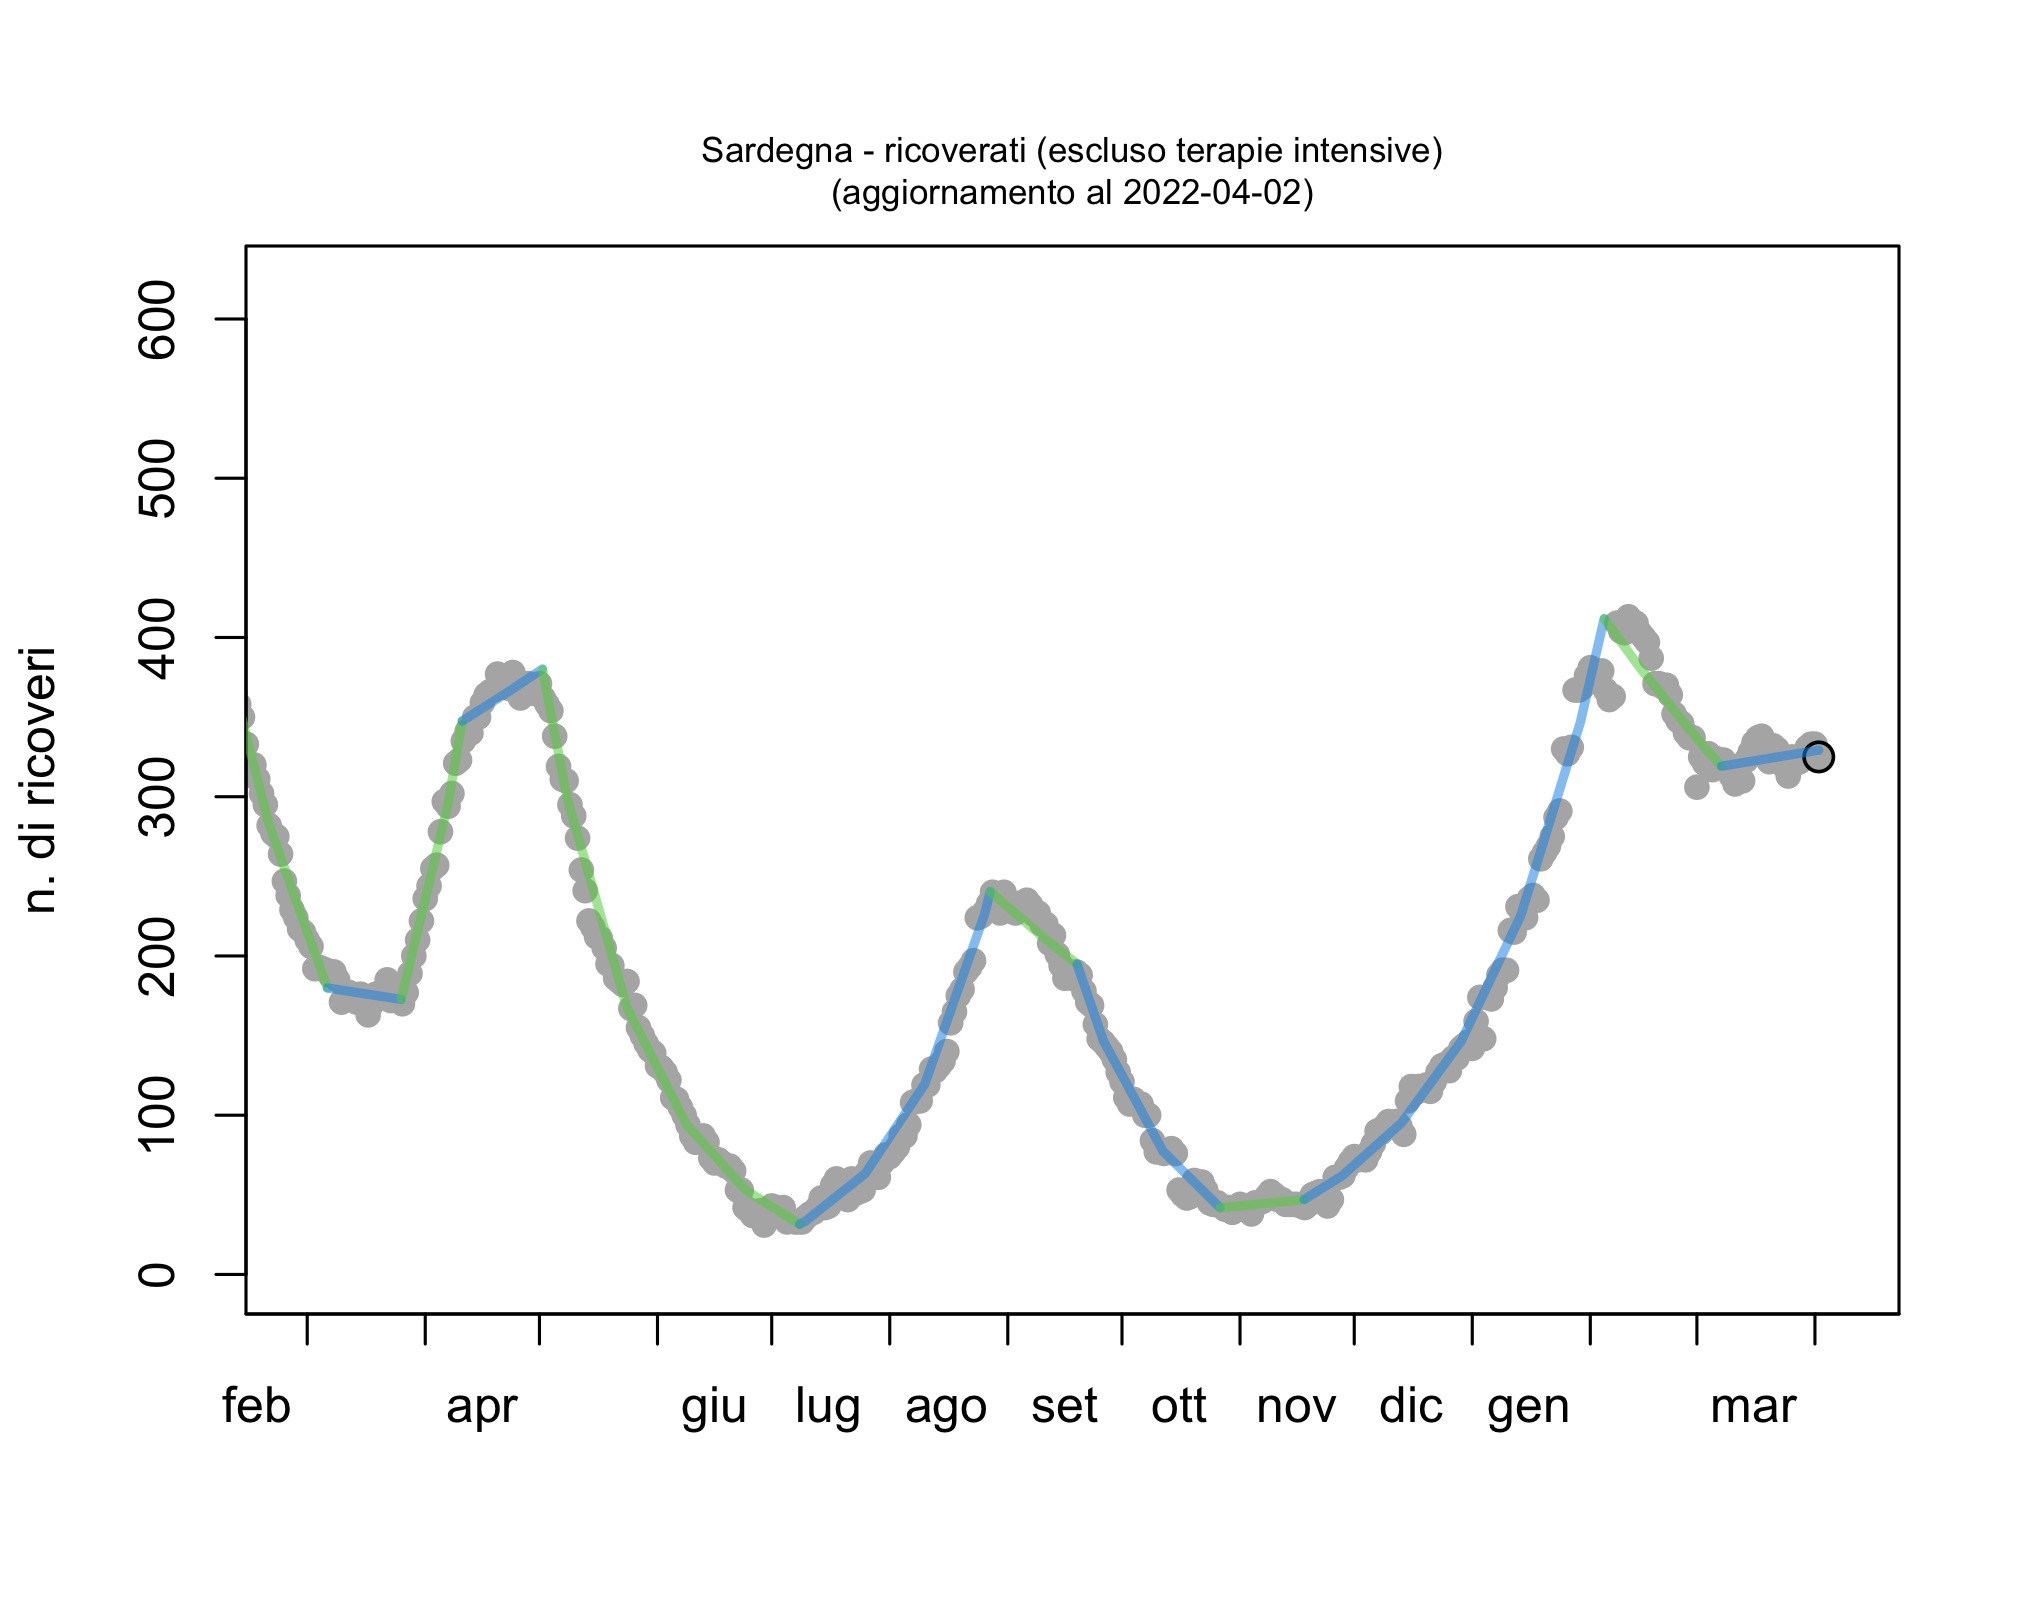 Sardegna - ricoverati (escluso terapie intensive)
(aggiornamento al 2022-04-02)
n. di ricoveri
600
500
400
300
200
100
0
feb apr giu lug ago set ott nov dic gen mar